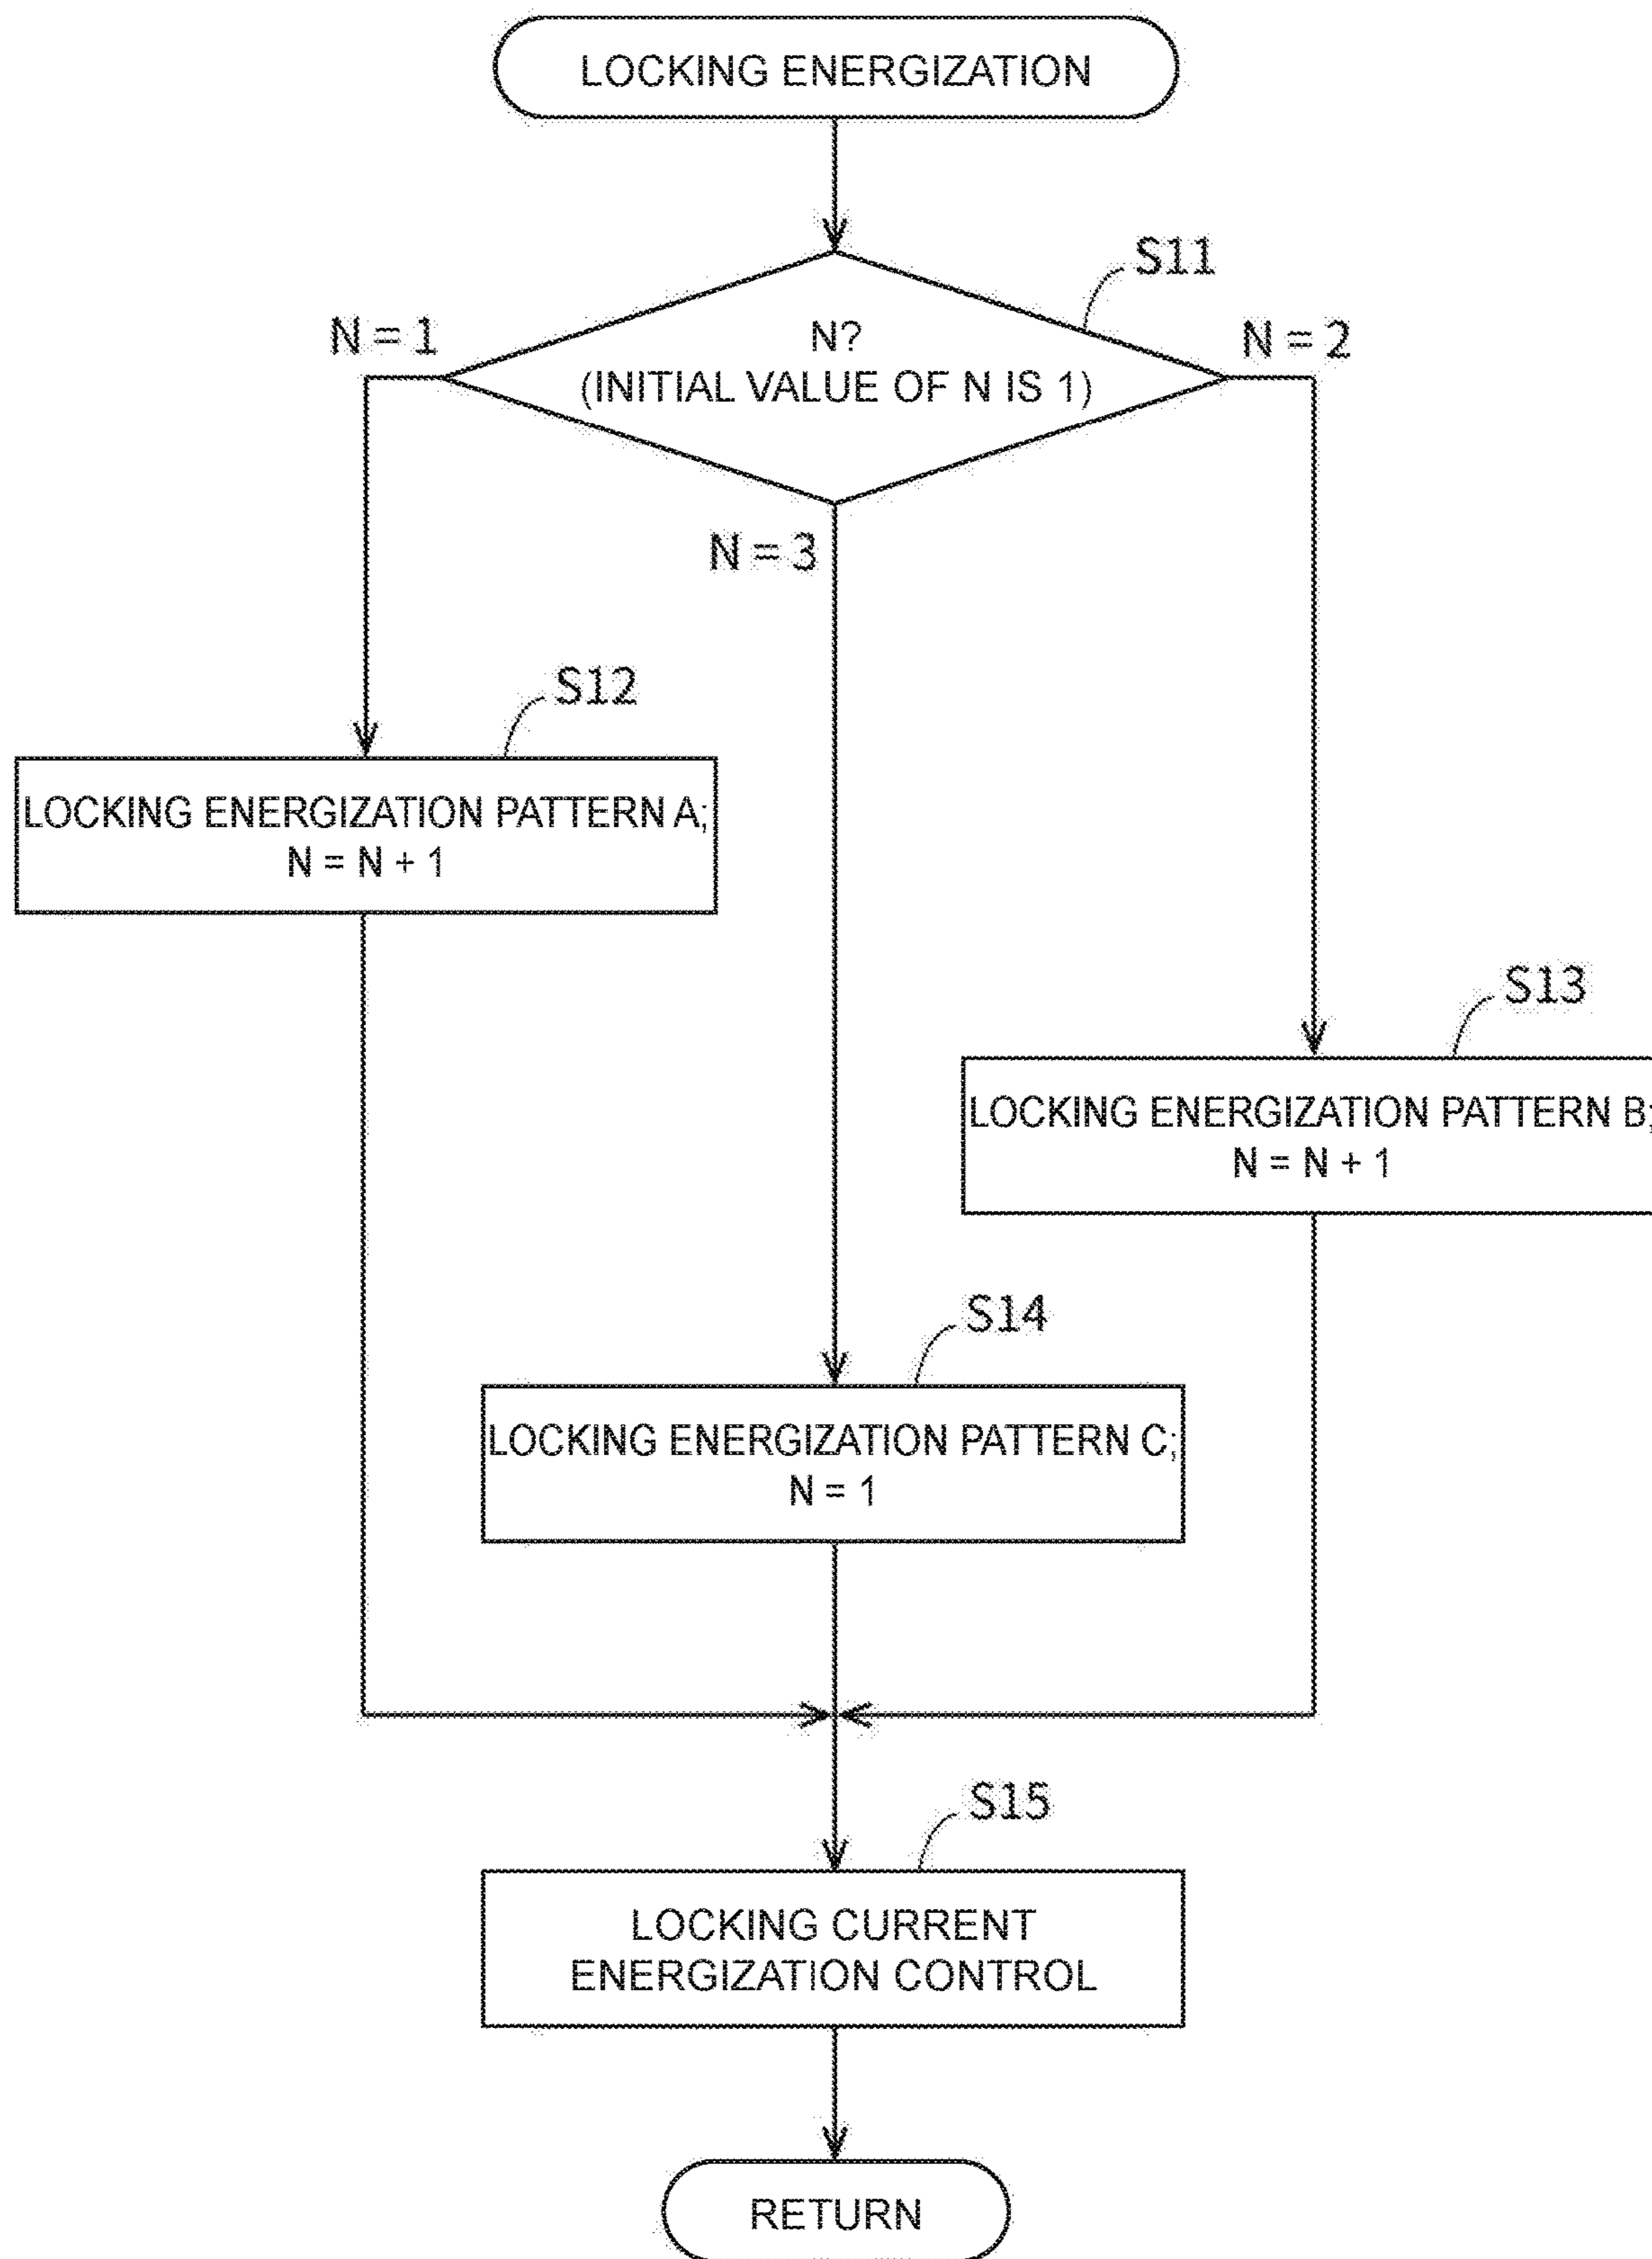 LOCKING ENERGIZATION
S11
N = 1
N?
(INITIAL VALUE OF N IS 1)
N = 2
N = 3
S12
LOCKING ENERGIZATION PATTERN A;
N = N + 1
S13
LOCKING ENERGIZATION PATTERN B;
N = N + 1
S14
LOCKING ENERGIZATION PATTERN C;
N = 1
S15
LOCKING CURRENT
ENERGIZATION CONTROL
RETURN